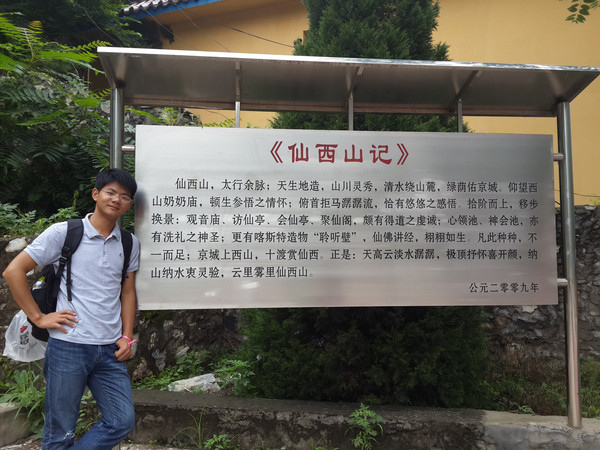 《仙西山记》
仙西山，太行余脉；天生地造，山川灵秀，清水绕山麓，绿荫佑京城。仰望西
山奶奶庙，顿生参悟之情怀；俯首拒马潺潺流，恰有悠悠之感悟。拾阶而上，移步
换景：观音庙、访仙亭、会仙亭、聚仙阁，颇有得道之虔诚；心领池、神会池，亦
有洗礼之神圣；更有喀斯特造物“聆听壁”，仙佛讲经，栩栩如生。凡此种种，不
一而足；京城上西山，十渡赏仙西。正是：天高云淡水潺潺，极顶抒怀喜开颜，纳
山纳水衷灵验，云里雾里仙西山。
公元二零零九年